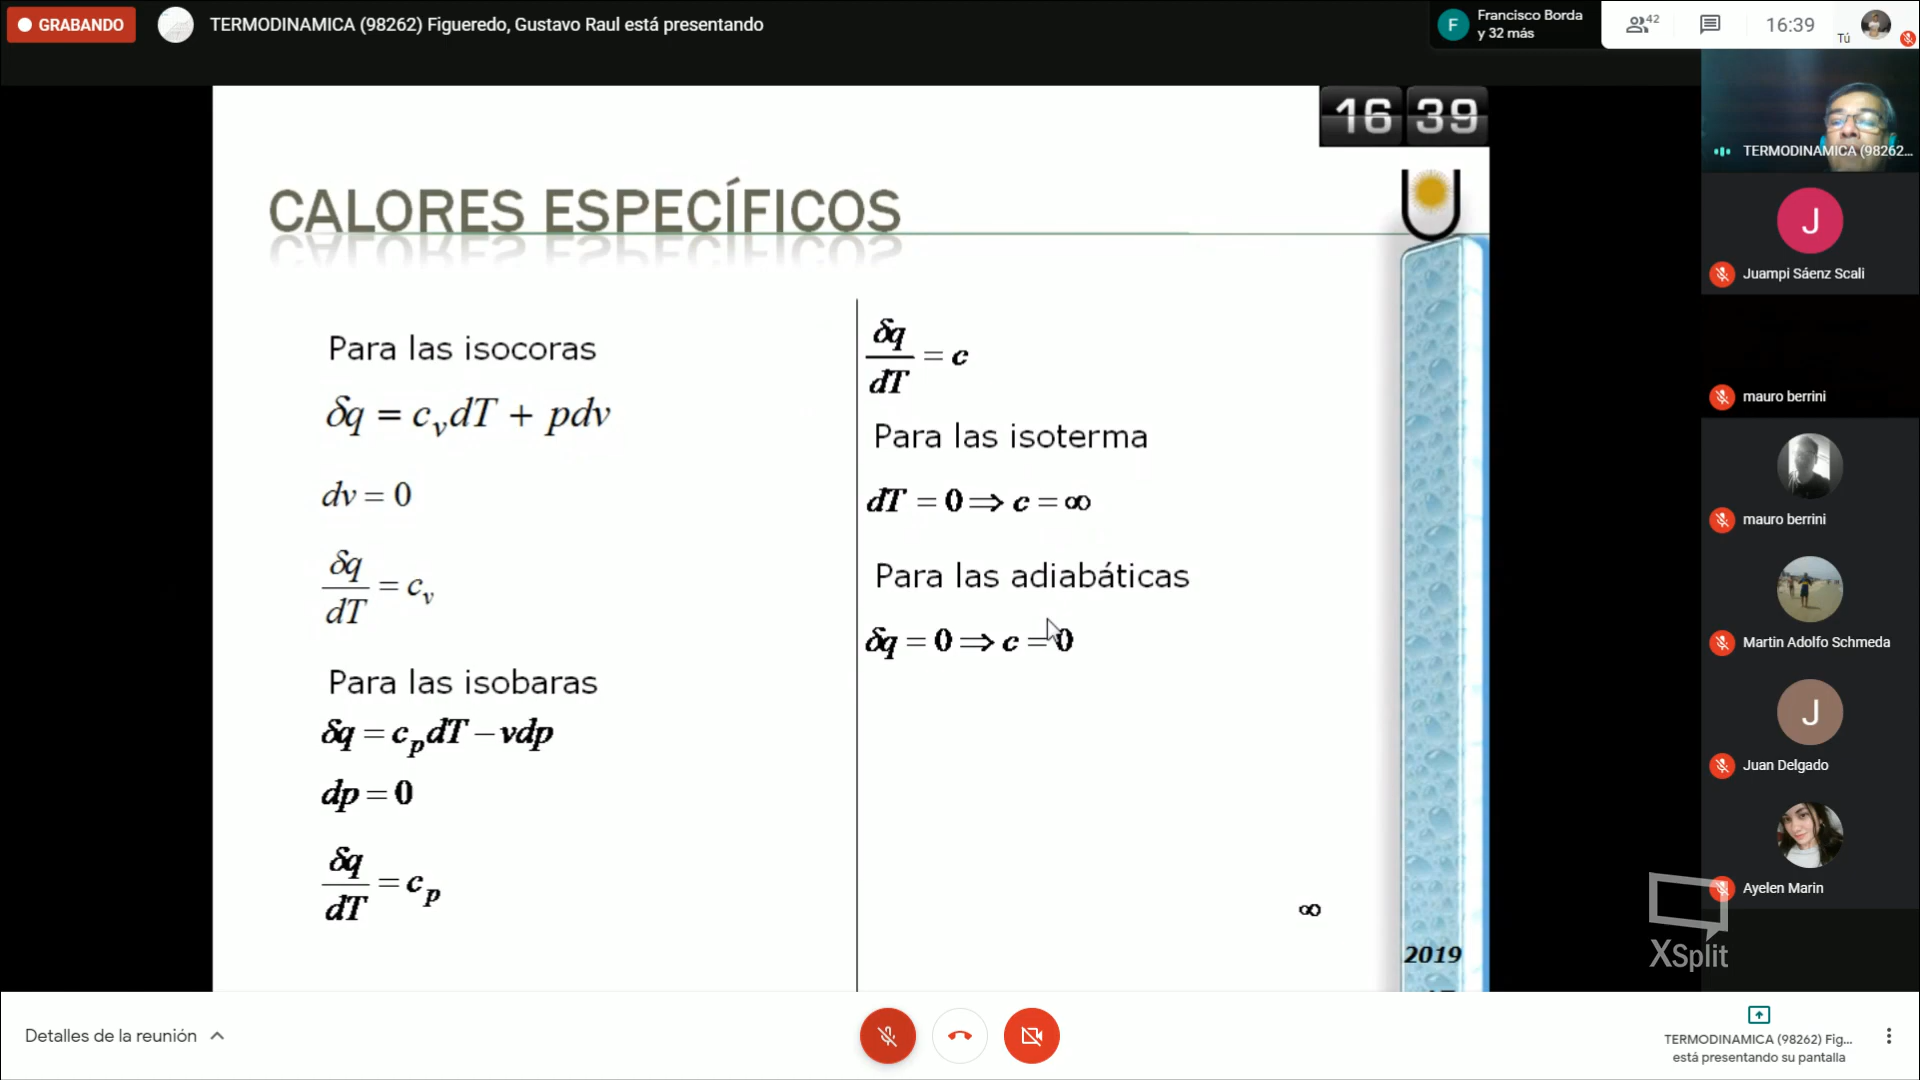 GRABANDO
TERMODINAMICA (98262) Figueredo, Gustavo Raul está presentando
F
Francisco Borda
y 32 más
42
16:39
Tú
16 39
CALORES ESPECÍFICOS
Para las isocoras
δq = c_v dT + pdv
dv = 0
δq/dT = c_v
Para las isobaras
δq = c_p dT − vdp
dp = 0
δq/dT = c_p
δq/dT = c
Para las isoterma
dT = 0 ⟹ c = ∞
Para las adiabáticas
δq = 0 ⟹ c = 0
∞
2019
TERMODINAMICA (98262...
J
Juampi Sáenz Scali
mauro berrini
mauro berrini
Martin Adolfo Schmeda
J
Juan Delgado
Ayelen Marin
XSplit
Detalles de la reunión
TERMODINAMICA (98262) Fig...
está presentando su pantalla